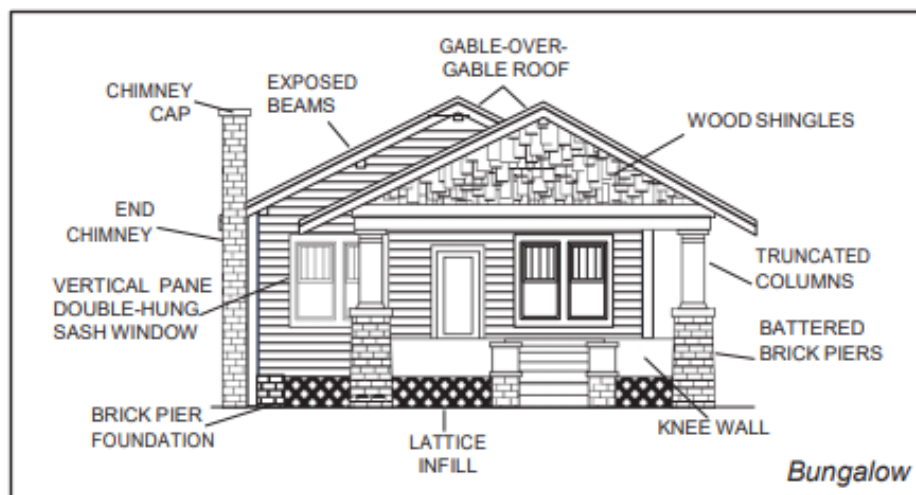 GABLE-OVER-
GABLE ROOF
CHIMNEY
CAP
EXPOSED
BEAMS
WOOD SHINGLES
END
CHIMNEY
TRUNCATED
COLUMNS
VERTICAL PANE
DOUBLE-HUNG
SASH WINDOW
BATTERED
BRICK PIERS
BRICK PIER
FOUNDATION
LATTICE
INFILL
KNEE WALL
Bungalow